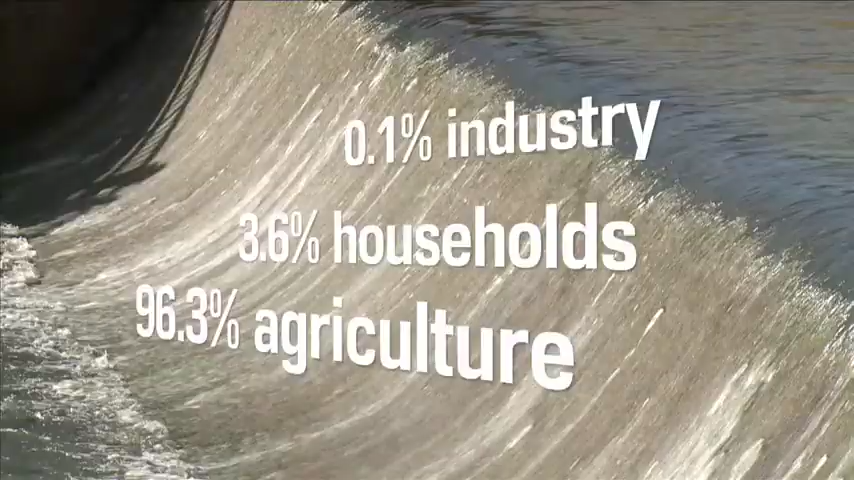 0.1% industry
3.6% households
96.3% agriculture